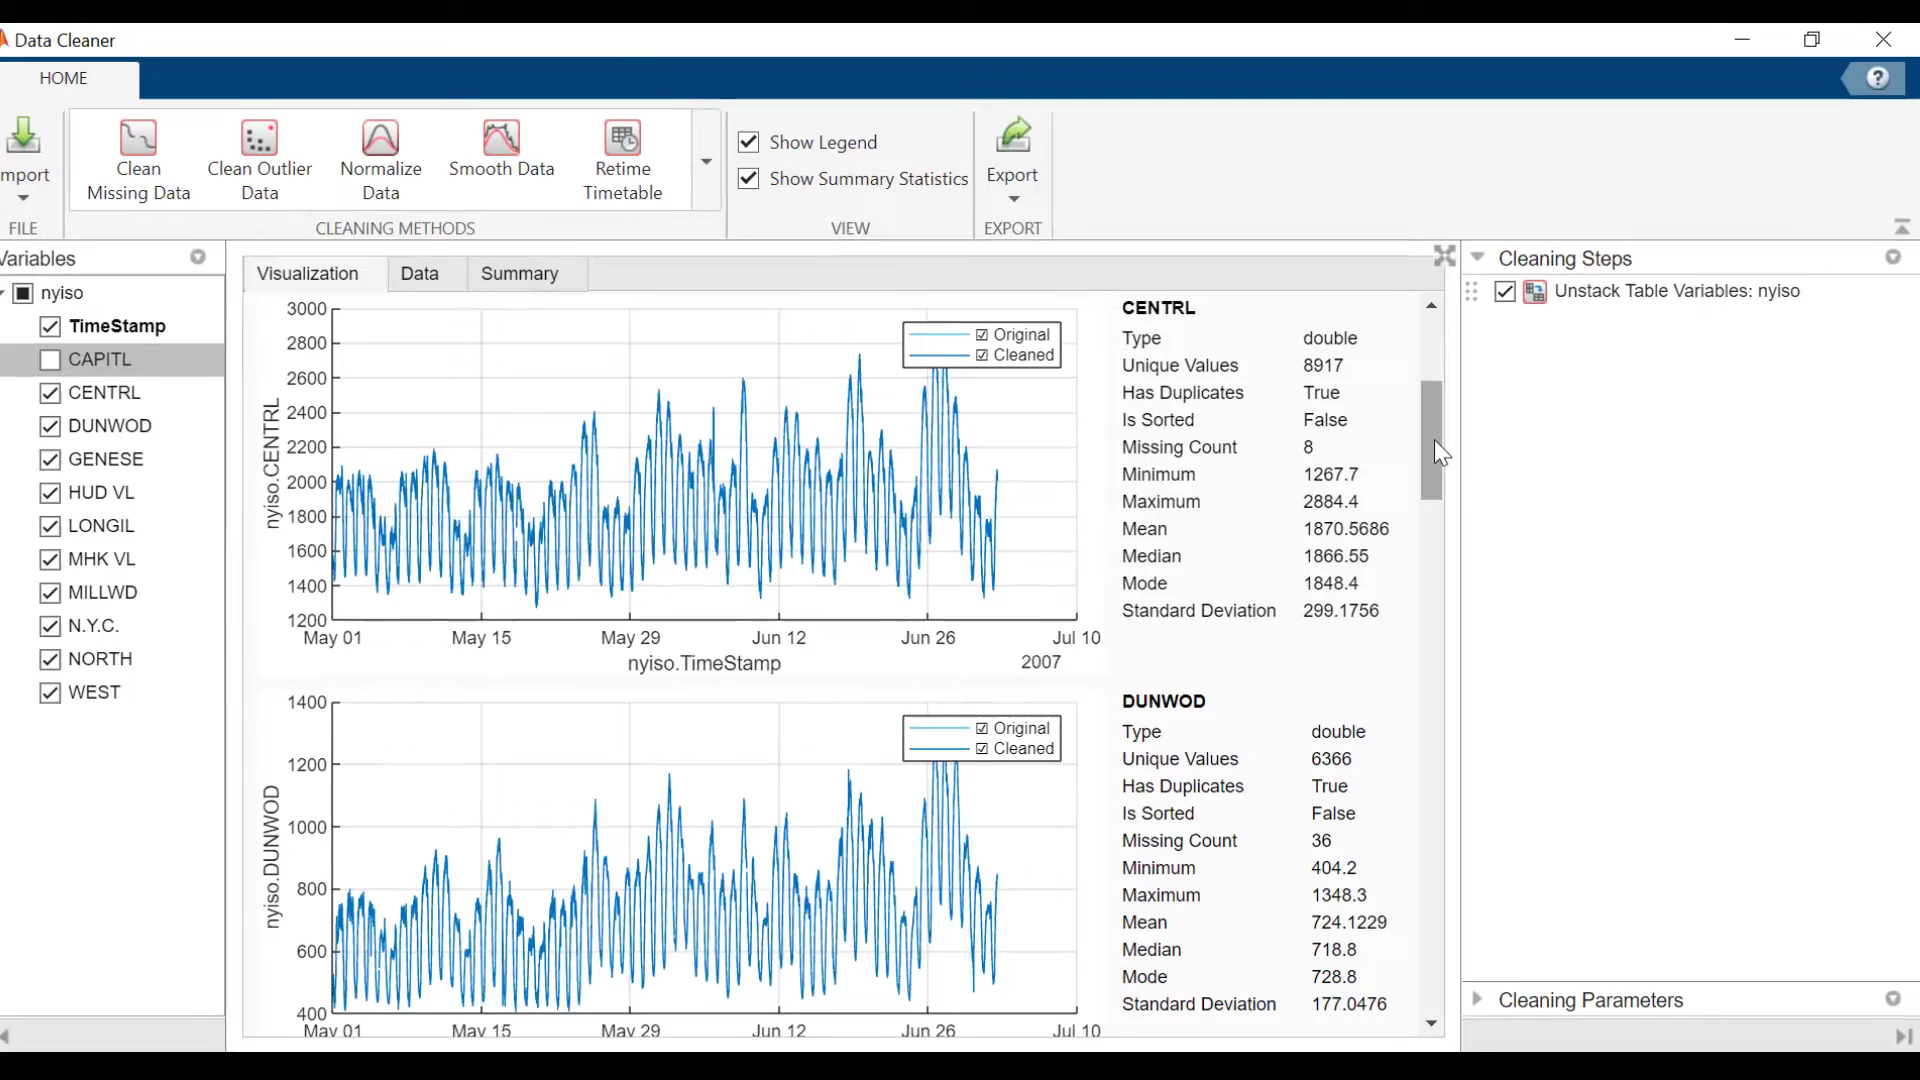 Data Cleaner
HOME
mport
FILE
Clean
Missing Data
Clean Outlier
Data
Normalize
Data
Smooth Data
Retime
Timetable
CLEANING METHODS
Show Legend
Show Summary Statistics
VIEW
Export
EXPORT
Variables
nyiso
TimeStamp
CAPITL
CENTRL
DUNWOD
GENESE
HUD VL
LONGIL
MHK VL
MILLWD
N.Y.C.
NORTH
WEST
Visualization
Data
Summary
3000
2800
2600
2400
2200
2000
1800
1600
1400
1200
nyiso.CENTRL
Original
Cleaned
May 01
May 15
May 29
Jun 12
Jun 26
Jul 10
nyiso.TimeStamp
2007
CENTRL
Type double
Unique Values 8917
Has Duplicates True
Is Sorted False
Missing Count 8
Minimum 1267.7
Maximum 2884.4
Mean 1870.5686
Median 1866.55
Mode 1848.4
Standard Deviation 299.1756
1400
1200
1000
800
600
400
nyiso.DUNWOD
Original
Cleaned
May 01
May 15
May 29
Jun 12
Jun 26
Jul 10
DUNWOD
Type double
Unique Values 6366
Has Duplicates True
Is Sorted False
Missing Count 36
Minimum 404.2
Maximum 1348.3
Mean 724.1229
Median 718.8
Mode 728.8
Standard Deviation 177.0476
Cleaning Steps
Unstack Table Variables: nyiso
Cleaning Parameters